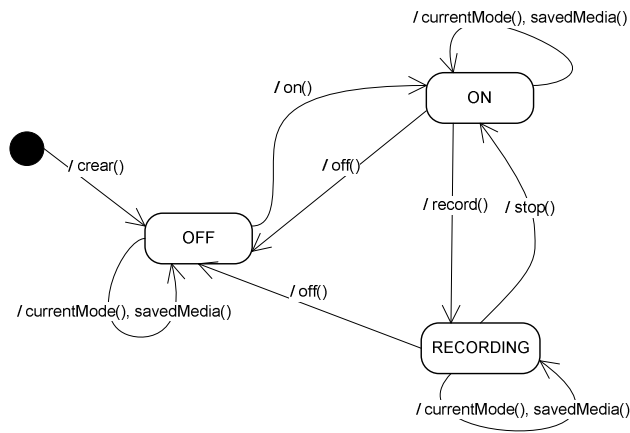 / currentMode(), savedMedia()
/ on()
ON
/ crear()
/ off()
/ record()
/ stop()
OFF
/ off()
/ currentMode(), savedMedia()
RECORDING
/ currentMode(), savedMedia()